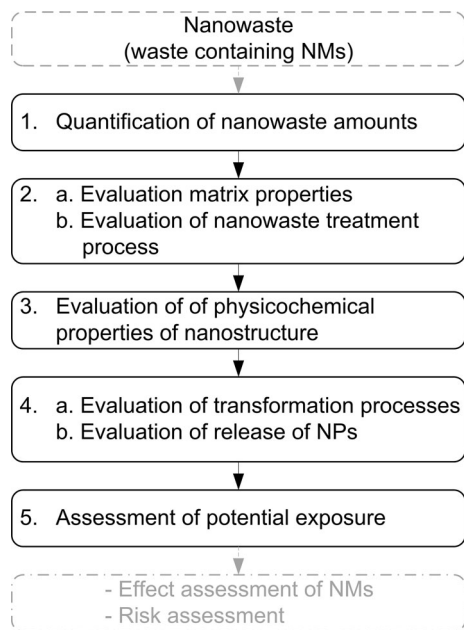 Nanowaste
(waste containing NMs)
1. Quantification of nanowaste amounts
2. a. Evaluation matrix properties
b. Evaluation of nanowaste treatment
process
3. Evaluation of of physicochemical
properties of nanostructure
4. a. Evaluation of transformation processes
b. Evaluation of release of NPs
5. Assessment of potential exposure
- Effect assessment of NMs
- Risk assessment